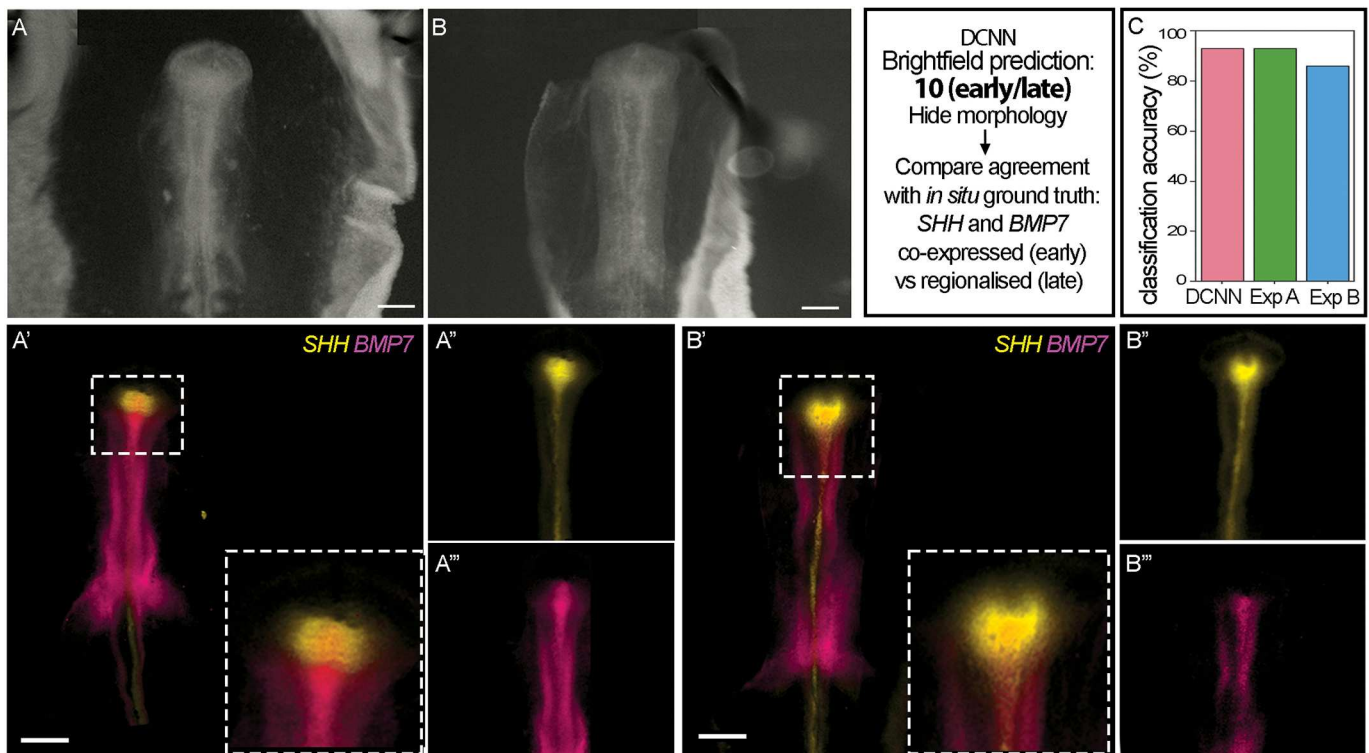 A
B
DCNN
Brightfield prediction:
10 (early/late)
Hide morphology
Compare agreement
with in situ ground truth:
SHH and BMP7
co-expressed (early)
vs regionalised (late)
C
classification accuracy (%)
100
80
60
40
20
0
DCNN Exp A Exp B
A'
SHH BMP7
A''
A'''
B'
SHH BMP7
B''
B'''